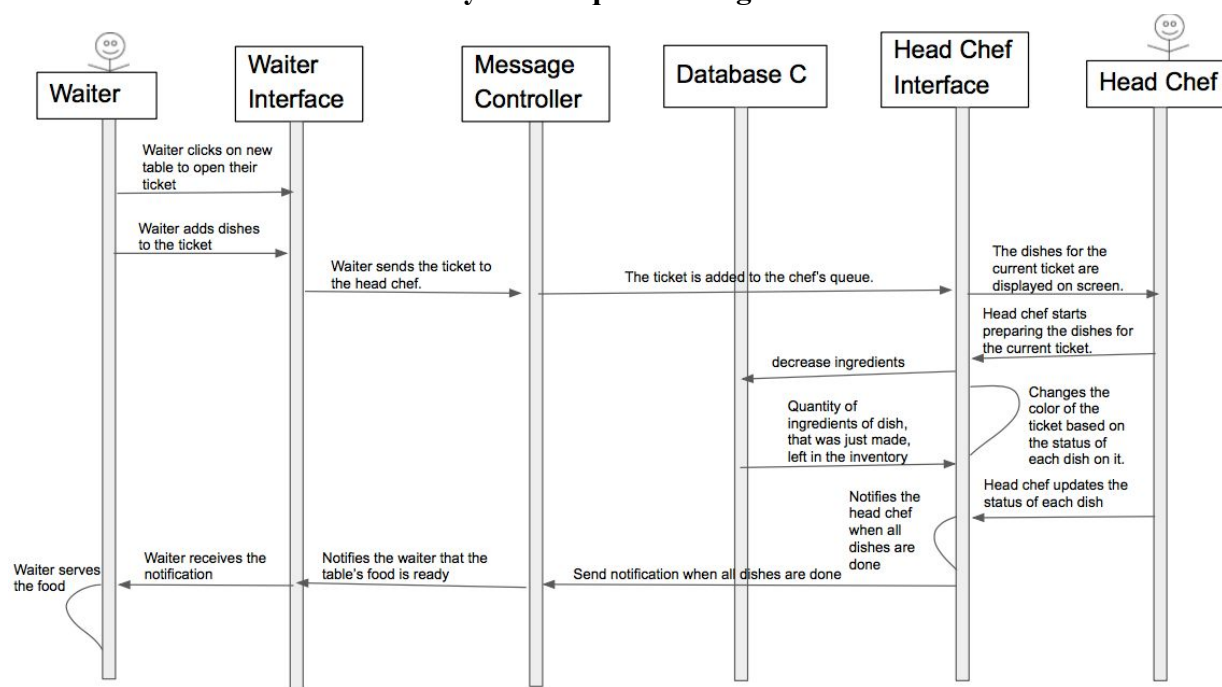 Waiter
Waiter
Interface
Message
Controller
Database C
Head Chef
Interface
Head Chef
Waiter clicks on new
table to open their
ticket
Waiter adds dishes
to the ticket
Waiter sends the ticket to
the head chef.
The ticket is added to the chef's queue.
The dishes for the
current ticket are
displayed on screen.
Head chef starts
preparing the dishes for
the current ticket.
decrease ingredients
Changes the
color of the
ticket based on
the status of
each dish on it.
Quantity of
ingredients of dish,
that was just made,
left in the inventory
Head chef updates the
status of each dish
Notifies the
head chef
when all
dishes are
done
Send notification when all dishes are done
Notifies the waiter that the
table's food is ready
Waiter receives the
notification
Waiter serves
the food